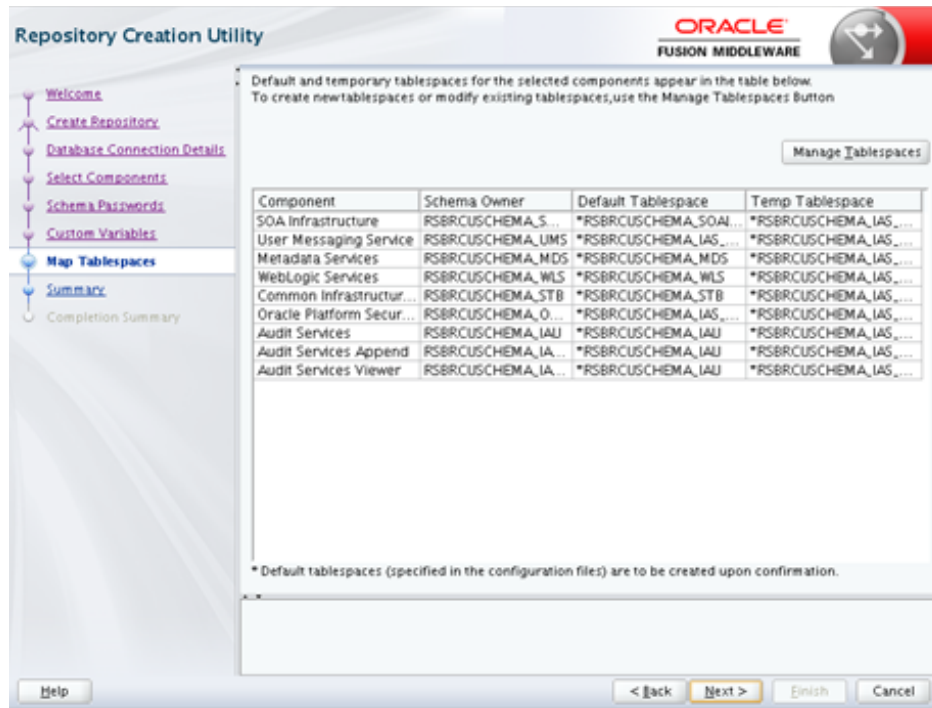 Repository Creation Utility
ORACLE
FUSION MIDDLEWARE
Welcome
Create Repository
Database Connection Details
Select Components
Schema Passwords
Custom Variables
Map Tablespaces
Summary
Completion Summary
Default and temporary tablespaces for the selected components appear in the table below.
To create new tablespaces or modify existing tablespaces,use the Manage Tablespaces Button
Manage Tablespaces
Component Schema Owner Default Tablespace Temp Tablespace
SOA Infrastructure RSBRCUSCHEMA_S... *RSBRCUSCHEMA_SOAI... *RSBRCUSCHEMA_IAS_...
User Messaging Service RSBRCUSCHEMA_UMS *RSBRCUSCHEMA_IAS_... *RSBRCUSCHEMA_IAS_...
Metadata Services RSBRCUSCHEMA_MDS *RSBRCUSCHEMA_MDS *RSBRCUSCHEMA_IAS_...
WebLogic Services RSBRCUSCHEMA_WLS *RSBRCUSCHEMA_WLS *RSBRCUSCHEMA_IAS_...
Common Infrastructur... RSBRCUSCHEMA_STB *RSBRCUSCHEMA_STB *RSBRCUSCHEMA_IAS_...
Oracle Platform Secur... RSBRCUSCHEMA_O... *RSBRCUSCHEMA_IAS_... *RSBRCUSCHEMA_IAS_...
Audit Services RSBRCUSCHEMA_IAU *RSBRCUSCHEMA_IAU *RSBRCUSCHEMA_IAS_...
Audit Services Append RSBRCUSCHEMA_IA... *RSBRCUSCHEMA_IAU *RSBRCUSCHEMA_IAS_...
Audit Services Viewer RSBRCUSCHEMA_IA... *RSBRCUSCHEMA_IAU *RSBRCUSCHEMA_IAS_...
* Default tablespaces (specified in the configuration files) are to be created upon confirmation.
Help
< Back
Next >
Finish
Cancel